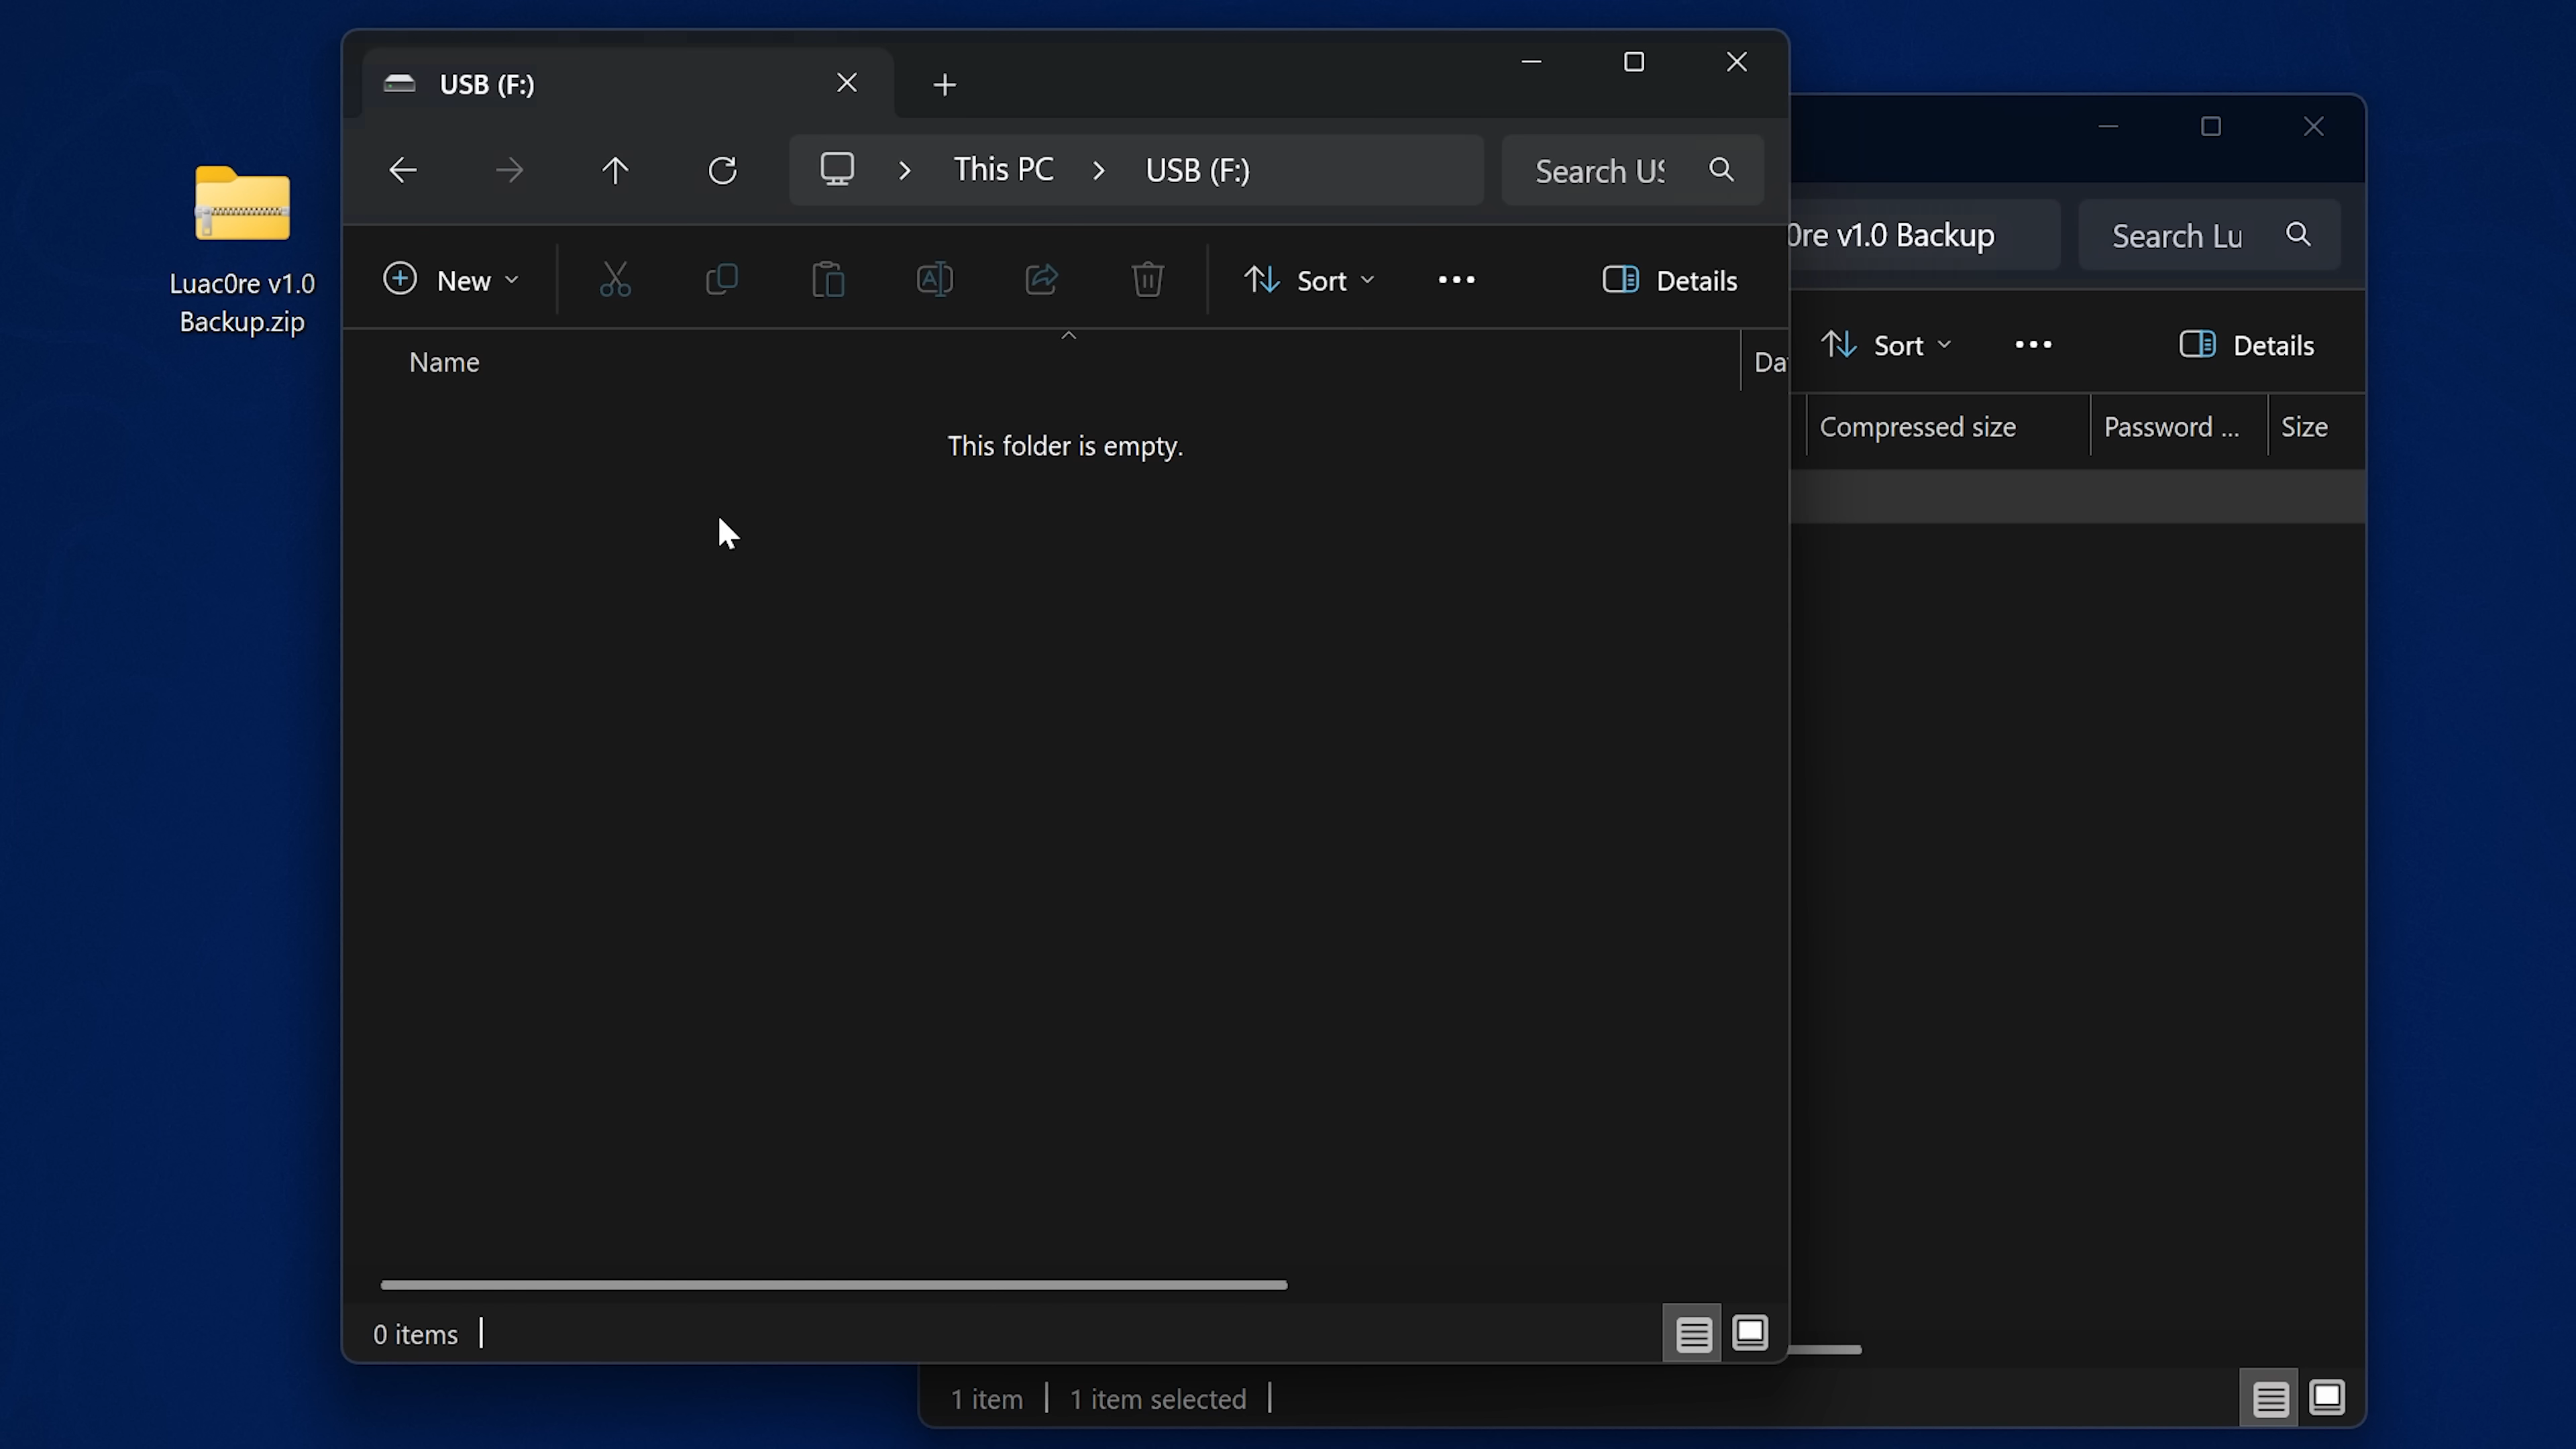 Luac0re v1.0
Backup.zip
USB (F:)
This PC
USB (F:)
Search US
New
Sort
Details
Name
This folder is empty.
0 items
0re v1.0 Backup
Search Lu
Sort
Details
Compressed size
Password ...
Size
1 item
1 item selected